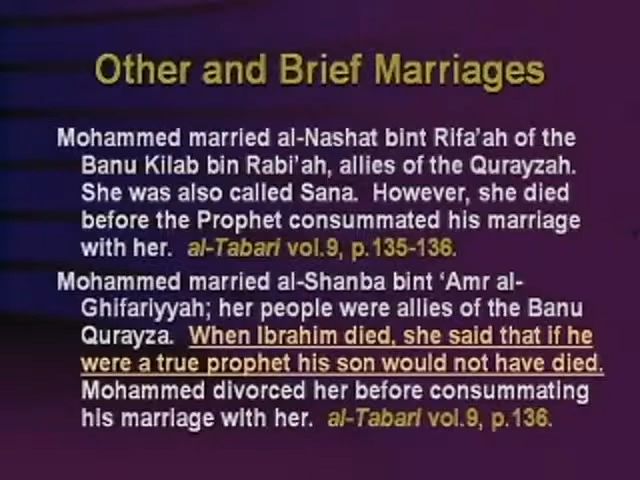 Other and Brief Marriages
Mohammed married al-Nashat bint Rifa'ah of the
Banu Kilab bin Rabi'ah, allies of the Qurayzah.
She was also called Sana. However, she died
before the Prophet consummated his marriage
with her. al-Tabari vol.9, p.135-136.
Mohammed married al-Shanba bint ‘Amr al-
Ghifariyyah; her people were allies of the Banu
Qurayza. When Ibrahim died, she said that if he
were a true prophet his son would not have died.
Mohammed divorced her before consummating
his marriage with her. al-Tabari vol.9, p.136.